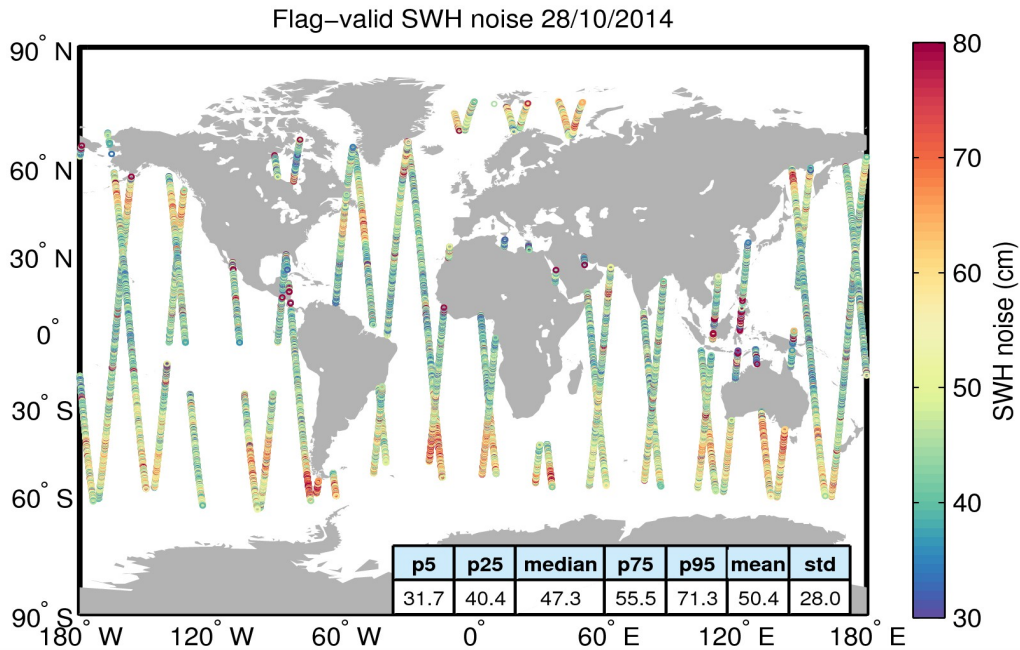 Flag−valid SWH noise 28/10/2014
90° N
60° N
30° N
0°
30° S
60° S
90° S
180° W 120° W 60° W 0° 60° E 120° E 180° E
p5 p25 median p75 p95 mean std
31.7 40.4 47.3 55.5 71.3 50.4 28.0
80
70
60
50
40
30
SWH noise (cm)